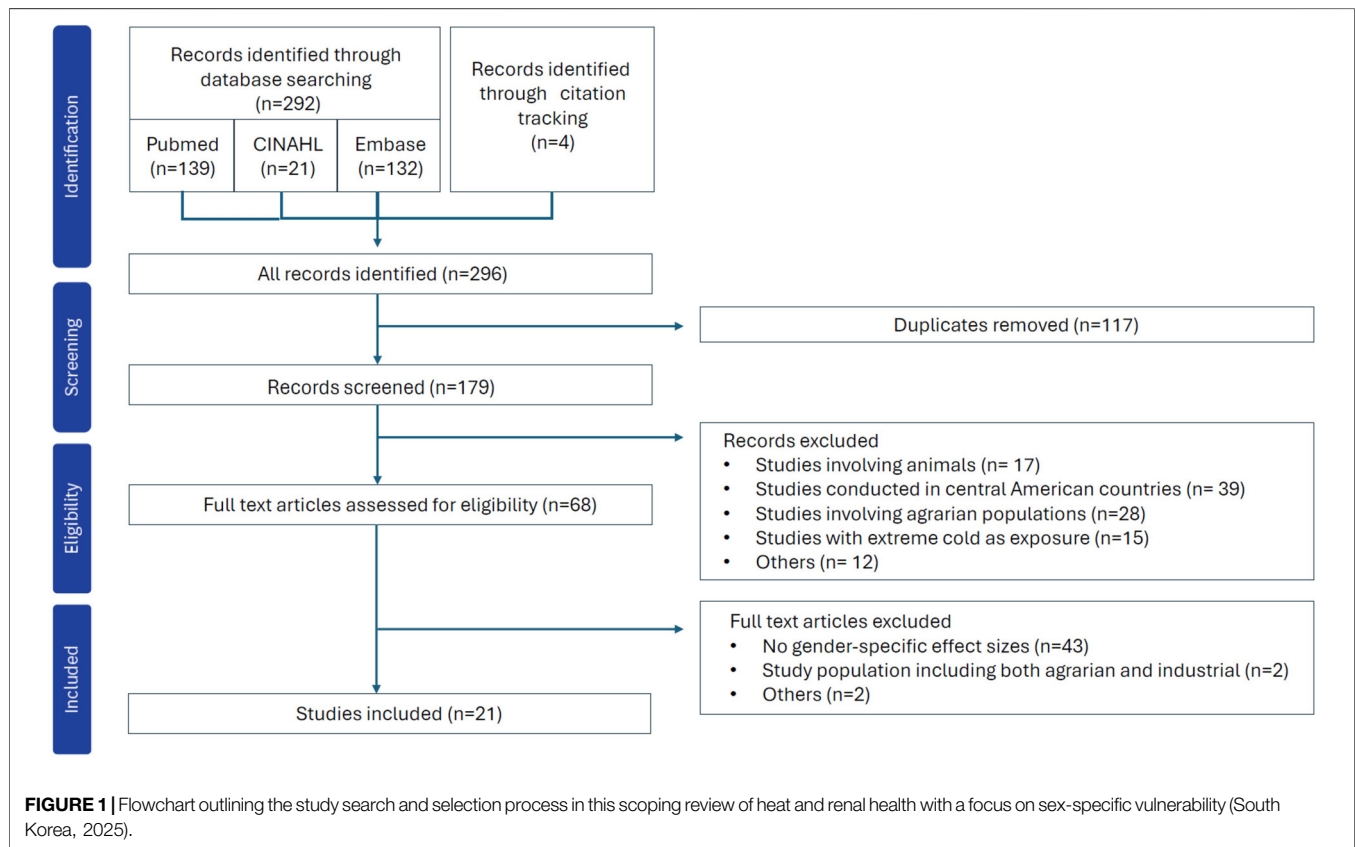 Identification
Records identified through
database searching
(n=292)
Pubmed
(n=139)
CINAHL
(n=21)
Embase
(n=132)
Records identified
through citation
tracking
(n=4)
All records identified (n=296)
Screening
Duplicates removed (n=117)
Records screened (n=179)
Eligibility
Records excluded
• Studies involving animals (n= 17)
• Studies conducted in central American countries (n= 39)
• Studies involving agrarian populations (n=28)
• Studies with extreme cold as exposure (n=15)
• Others (n= 12)
Full text articles assessed for eligibility (n=68)
Included
Full text articles excluded
• No gender-specific effect sizes (n=43)
• Study population including both agrarian and industrial (n=2)
• Others (n=2)
Studies included (n=21)
FIGURE 1 | Flowchart outlining the study search and selection process in this scoping review of heat and renal health with a focus on sex-specific vulnerability (South
Korea, 2025).